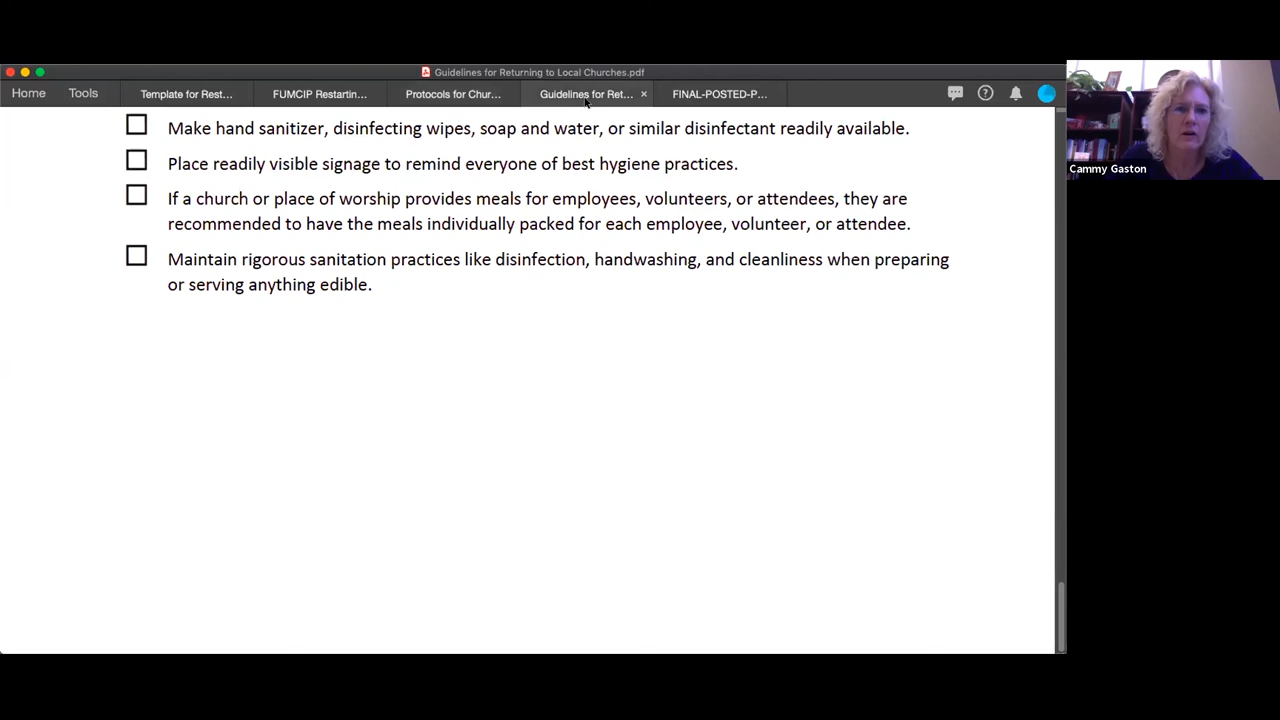 Guidelines for Returning to Local Churches.pdf
Home
Tools
Template for Rest...
FUMCIP Restartin...
Protocols for Chur...
Guidelines for Ret...
FINAL-POSTED-P...
Make hand sanitizer, disinfecting wipes, soap and water, or similar disinfectant readily available.
Place readily visible signage to remind everyone of best hygiene practices.
If a church or place of worship provides meals for employees, volunteers, or attendees, they are
recommended to have the meals individually packed for each employee, volunteer, or attendee.
Maintain rigorous sanitation practices like disinfection, handwashing, and cleanliness when preparing
or serving anything edible.
Cammy Gaston